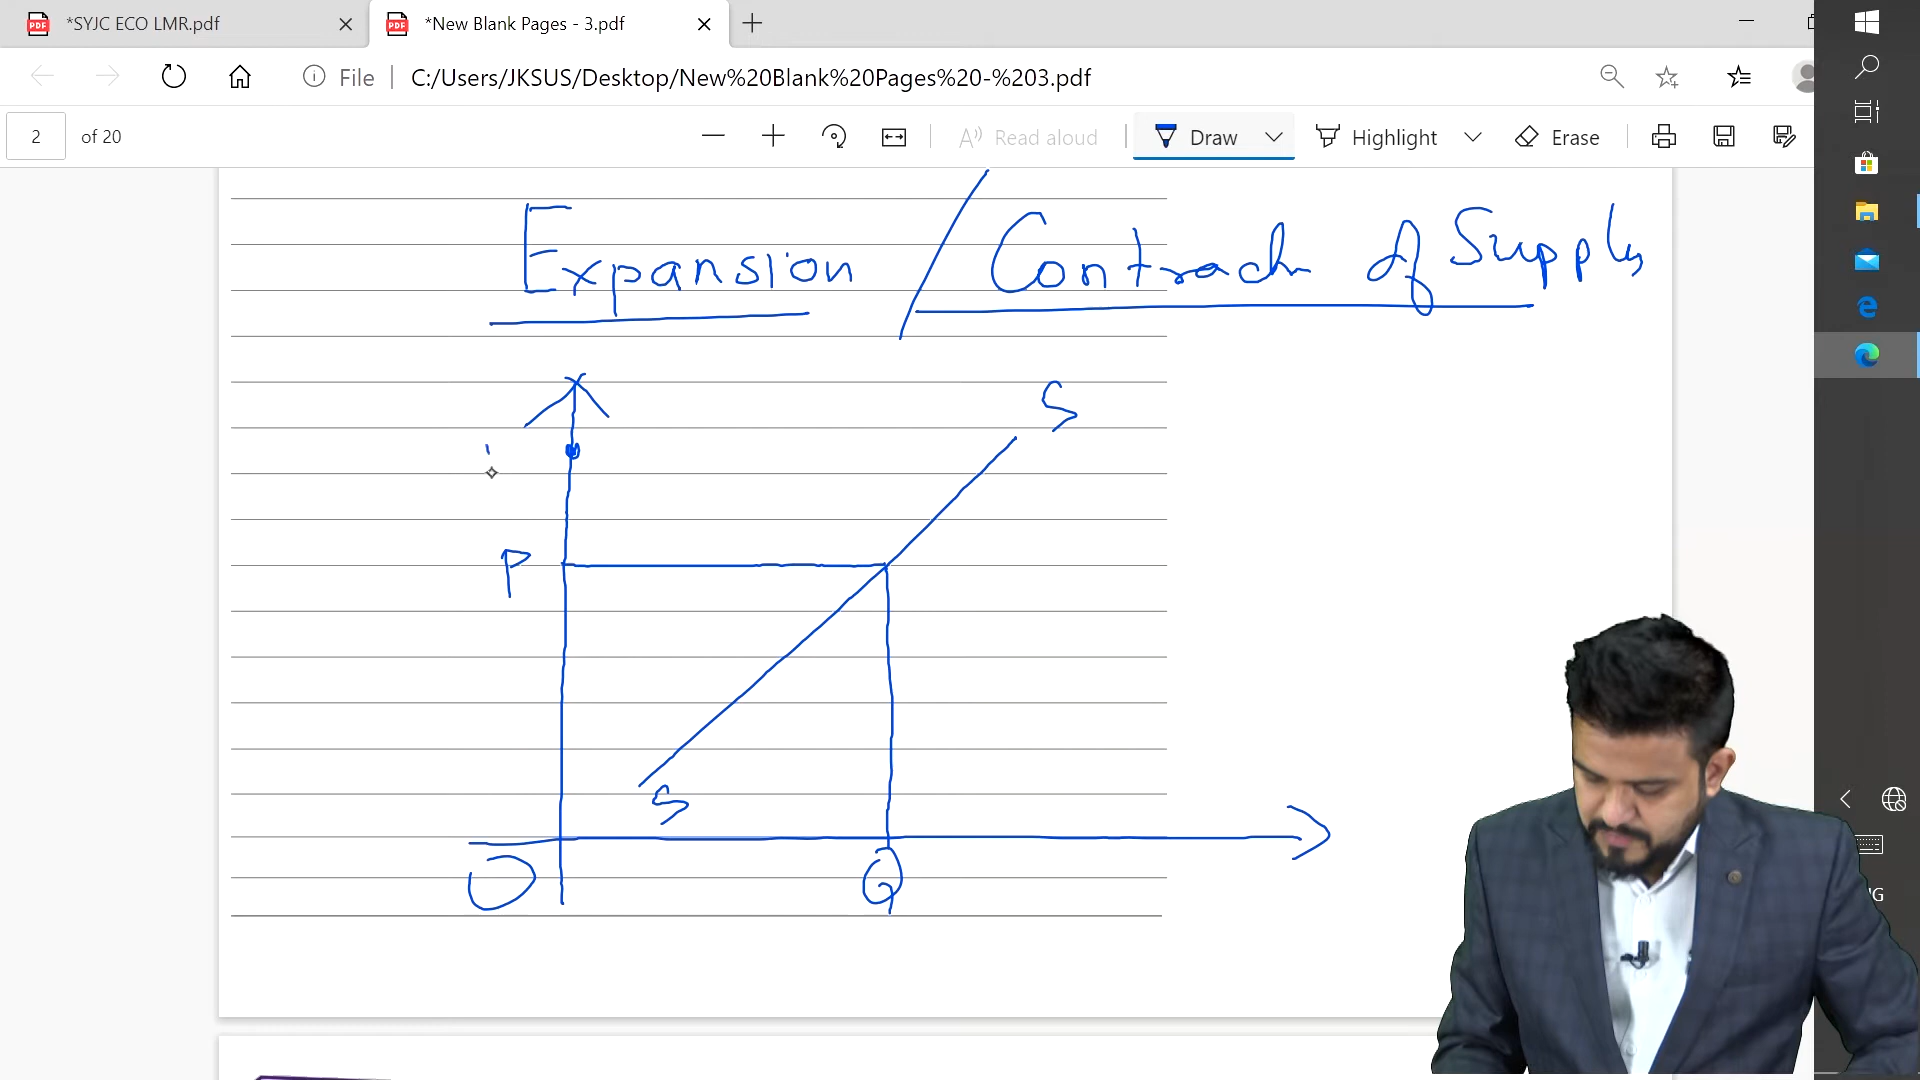 *SYJC ECO LMR.pdf
*New Blank Pages - 3.pdf
File
C:/Users/JKSUS/Desktop/New%20Blank%20Pages%20-%203.pdf
2 of 20
Read aloud
Draw
Highlight
Erase
Expansion / Contracn of Supply
S
P
S
O
Q
G